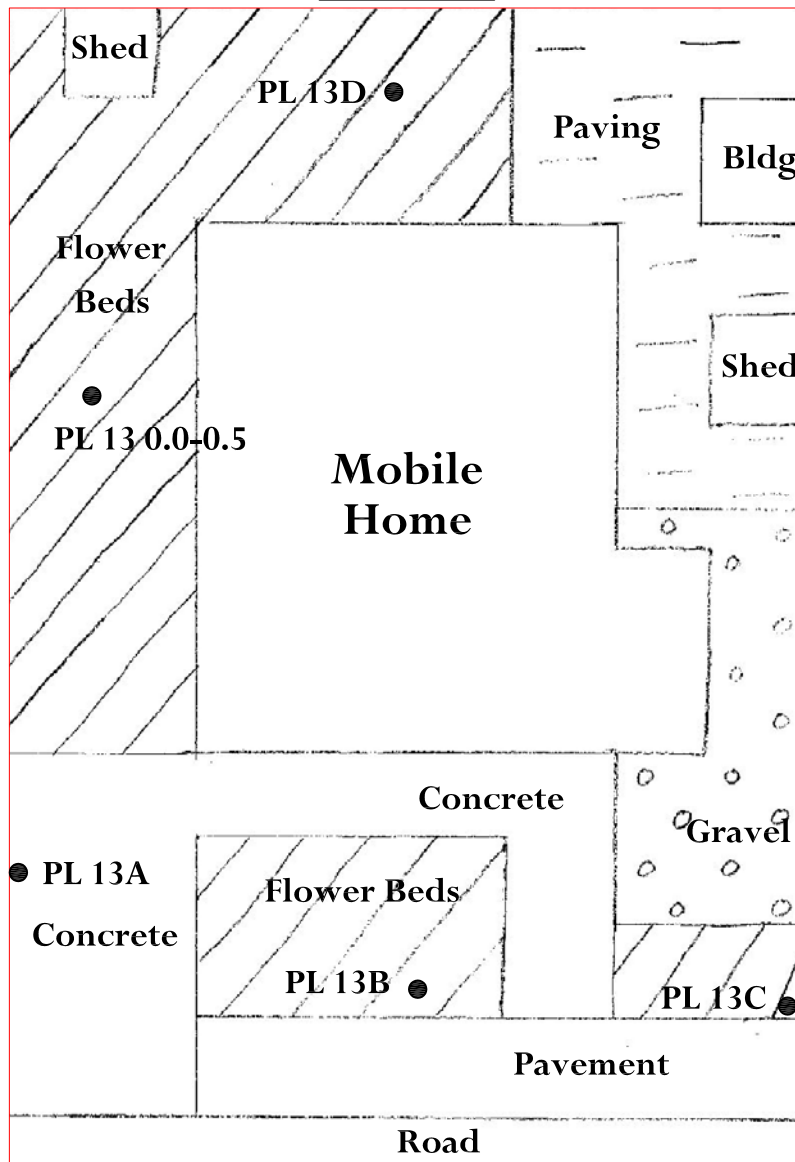 Shed
PL 13D
Paving
Bldg
Flower
Beds
Shed
PL 13 0.0-0.5
Mobile
Home
Concrete
Gravel
PL 13A
Flower Beds
Concrete
PL 13B
PL 13C
Pavement
Road